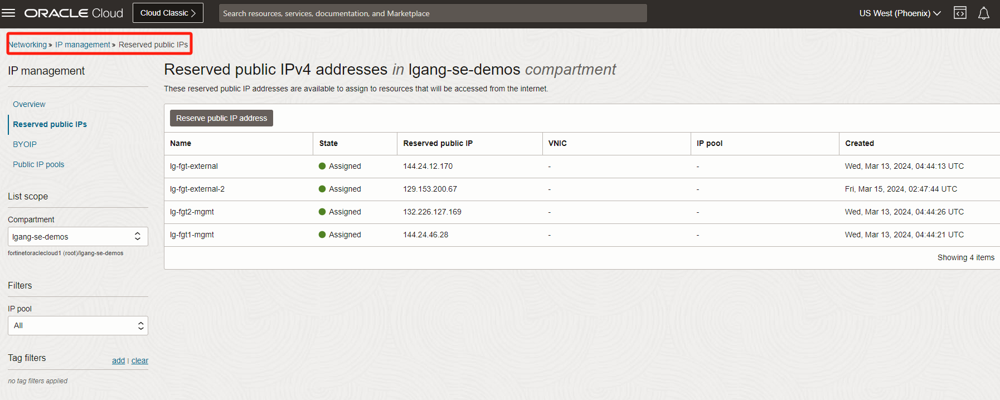 ORACLE Cloud
Cloud Classic
Search resources, services, documentation, and Marketplace
US West (Phoenix)
Networking » IP management » Reserved public IPs
IP management
Overview
Reserved public IPs
BYOIP
Public IP pools
List scope
Compartment
lgang-se-demos
fortinetoraclecloud1 (root)/lgang-se-demos
Filters
IP pool
All
Tag filters
add | clear
no tag filters applied
Reserved public IPv4 addresses in lgang-se-demos compartment
These reserved public IP addresses are available to assign to resources that will be accessed from the internet.
Reserve public IP address
Name State Reserved public IP VNIC IP pool Created
lg-fgt-external Assigned 144.24.12.170 - - Wed, Mar 13, 2024, 04:44:13 UTC
lg-fgt-external-2 Assigned 129.153.200.67 - - Fri, Mar 15, 2024, 02:47:44 UTC
lg-fgt2-mgmt Assigned 132.226.127.169 - - Wed, Mar 13, 2024, 04:44:26 UTC
lg-fgt1-mgmt Assigned 144.24.46.28 - - Wed, Mar 13, 2024, 04:44:21 UTC
Showing 4 items